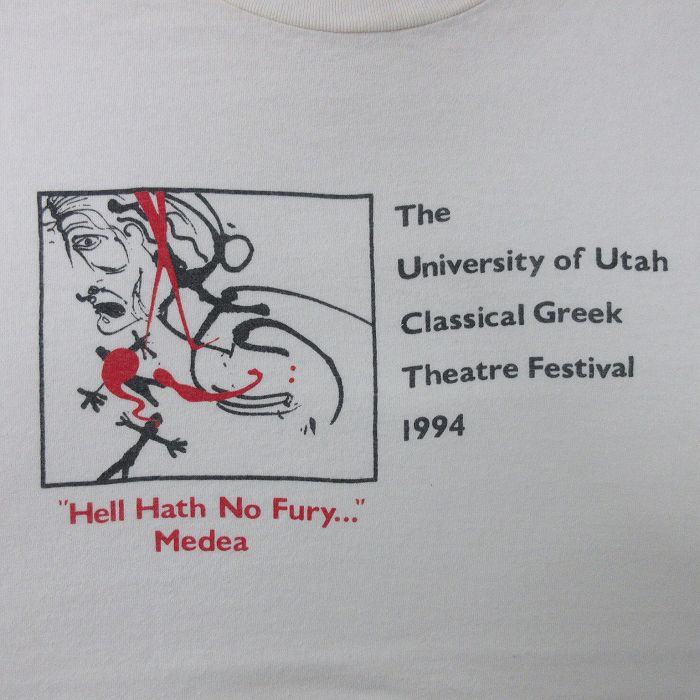 The
University of Utah
Classical Greek
Theatre Festival
1994
"Hell Hath No Fury..."
Medea